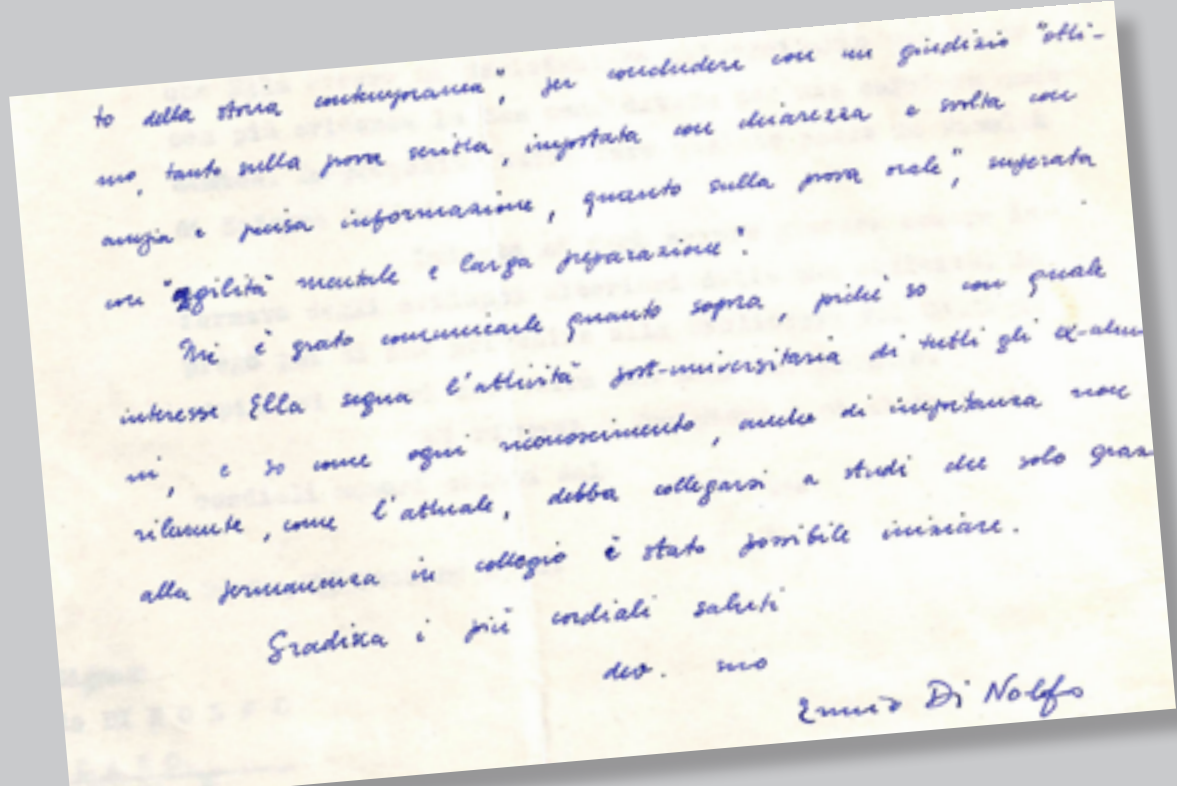 to della storia contemporanea", per concludere con un giudizio "otti-
mo, tanto sulla prova scritta, impostata con chiarezza e svolta con
ampia e precisa informazione, quanto sulla prova orale", superata
con "agilità mentale e larga preparazione".
Mi è grato comunicarle quanto sopra, poiché so con quale
interesse Ella segua l'attività post-universitaria di tutti gli ex-alun-
ni, e so come ogni riconoscimento, anche di importanza non
rilevante, come l'attuale, debba collegarsi a studi che solo graz
alla permanenza in collegio è stato possibile iniziare.
Gradisca i più cordiali saluti
dev. mo
Ennio Di Nolfo